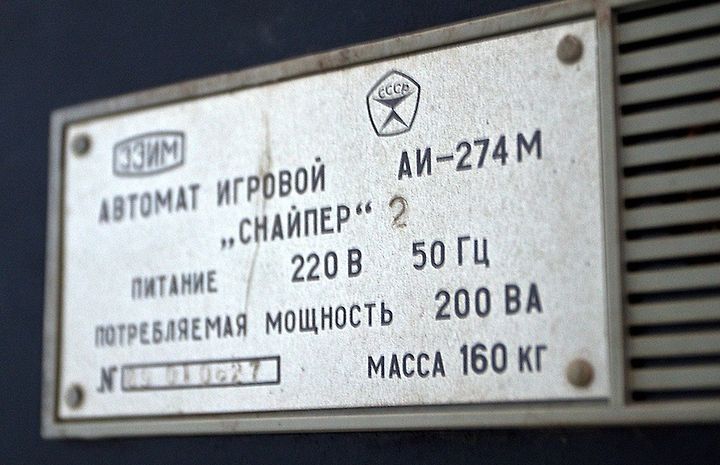 СССР
ЭЗИМ
АВТОМАТ ИГРОВОЙ АИ-274М
„СНАЙПЕР“ 2
ПИТАНИЕ 220 В 50 ГЦ
ПОТРЕБЛЯЕМАЯ МОЩНОСТЬ 200 ВА
№ МАССА 160 КГ